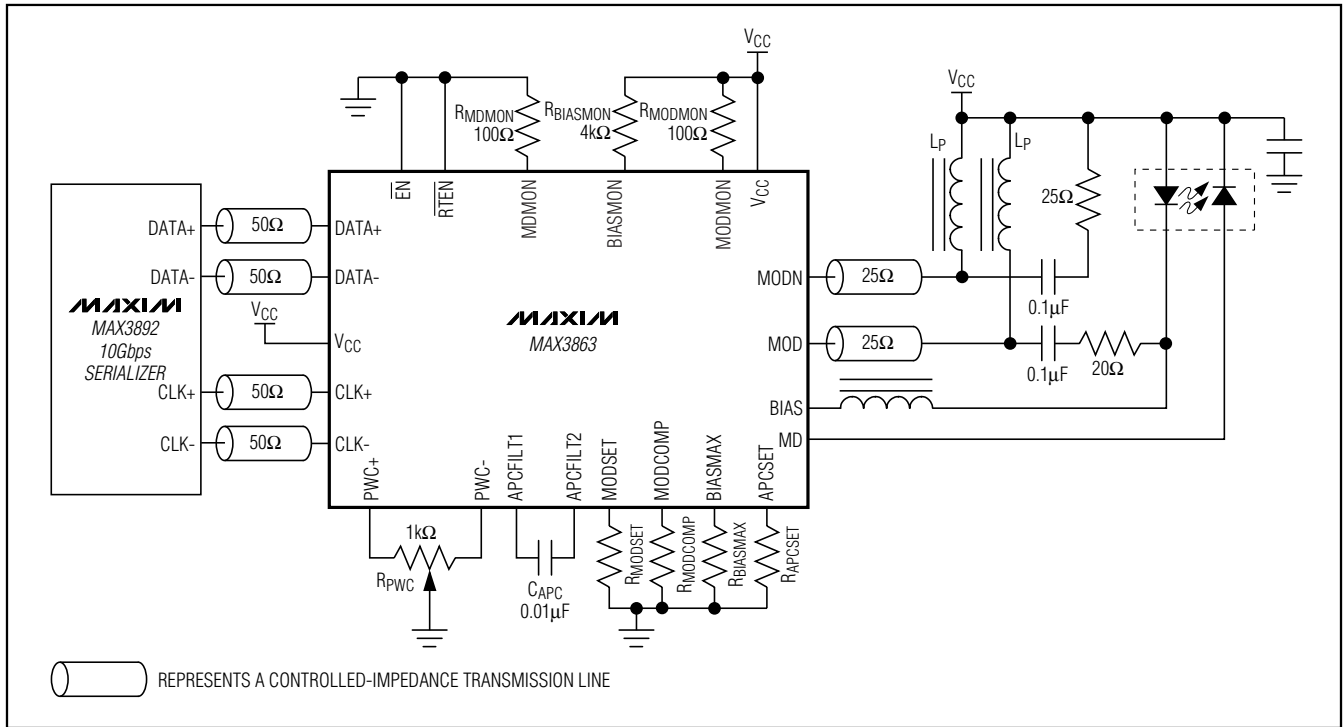 VCC
VCC
RMDMON
100Ω
RBIASMON
4kΩ
RMODMON
100Ω
LP
LP
25Ω
EN
RTEN
MDMON
BIASMON
MODMON
VCC
DATA+
50Ω
DATA+
DATA-
50Ω
DATA-
MAXIM
MAX3892
10Gbps
SERIALIZER
VCC
VCC
MAXIM
MAX3863
MODN
25Ω
0.1µF
MOD
25Ω
0.1µF
20Ω
CLK+
50Ω
CLK+
CLK-
50Ω
CLK-
BIAS
MD
PWC+
PWC-
APCFILT1
APCFILT2
MODSET
MODCOMP
BIASMAX
APCSET
1kΩ
RPWC
CAPC
0.01µF
RMODSET
RMODCOMP
RBIASMAX
RAPCSET
REPRESENTS A CONTROLLED-IMPEDANCE TRANSMISSION LINE